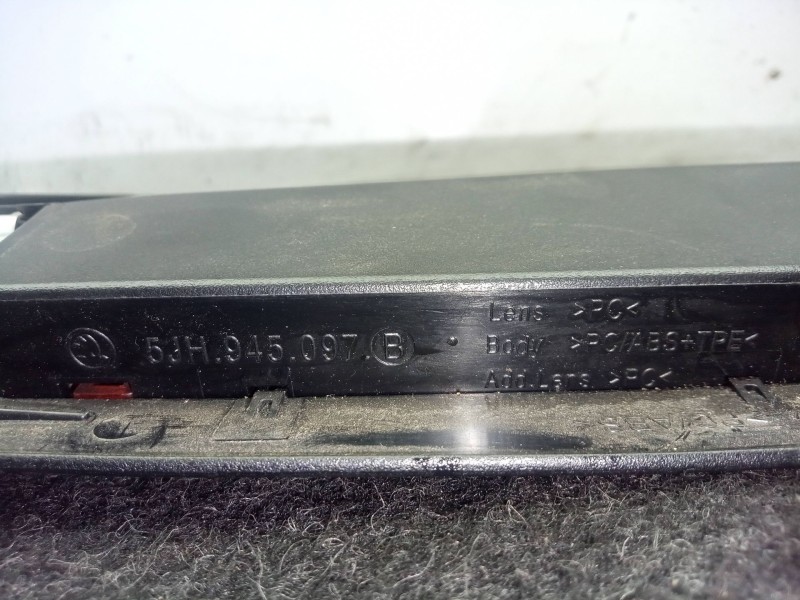 5JH.945.097. B
Lens >PC<
Body >PC//ABS+TPE<
Add.Lens >PC<